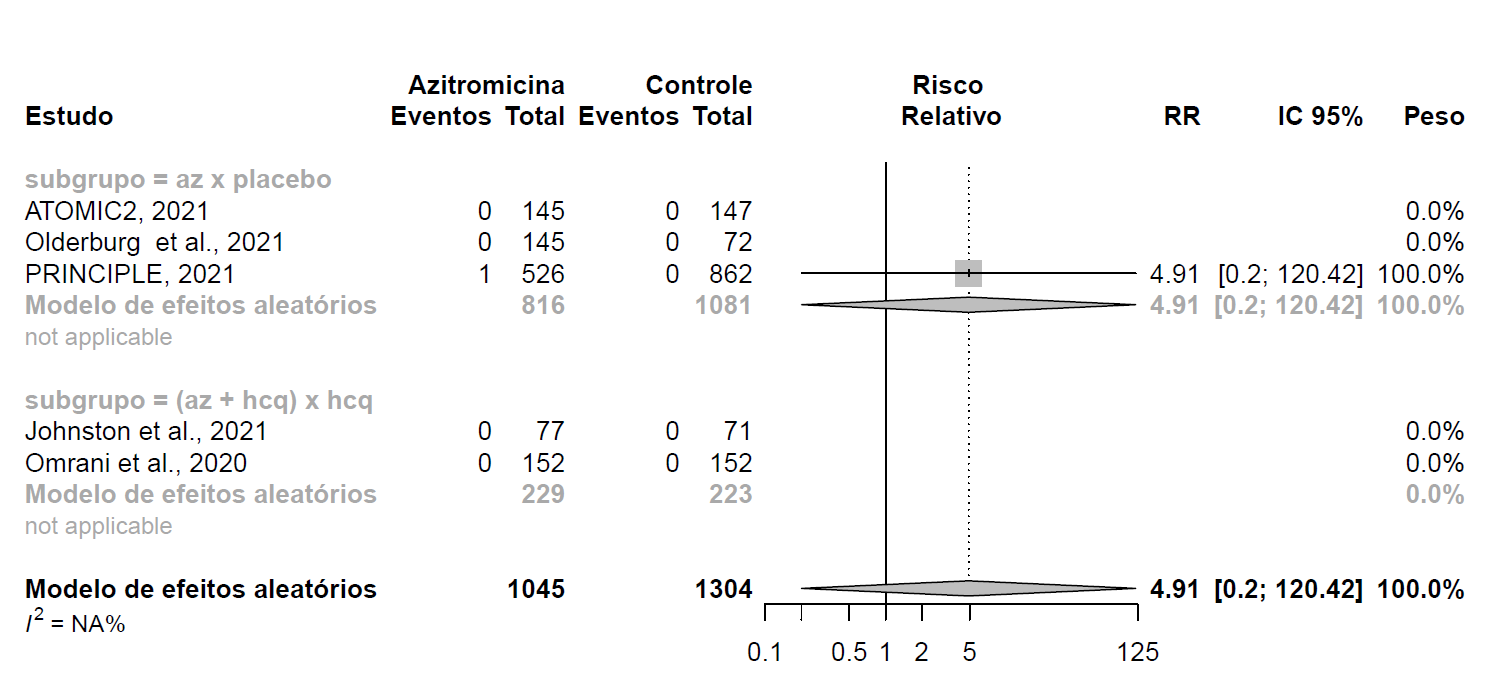 Azitromicina Controle Risco
Estudo Eventos Total Eventos Total Relativo RR IC 95% Peso
subgrupo = az x placebo
ATOMIC2, 2021 0 145 0 147 0.0%
Olderburg et al., 2021 0 145 0 72 0.0%
PRINCIPLE, 2021 1 526 0 862 4.91 [0.2; 120.42] 100.0%
Modelo de efeitos aleatórios 816 1081 4.91 [0.2; 120.42] 100.0%
not applicable
subgrupo = (az + hcq) x hcq
Johnston et al., 2021 0 77 0 71 0.0%
Omrani et al., 2020 0 152 0 152 0.0%
Modelo de efeitos aleatórios 229 223 0.0%
not applicable
Modelo de efeitos aleatórios 1045 1304 4.91 [0.2; 120.42] 100.0%
I² = NA%
0.1 0.5 1 2 5 125